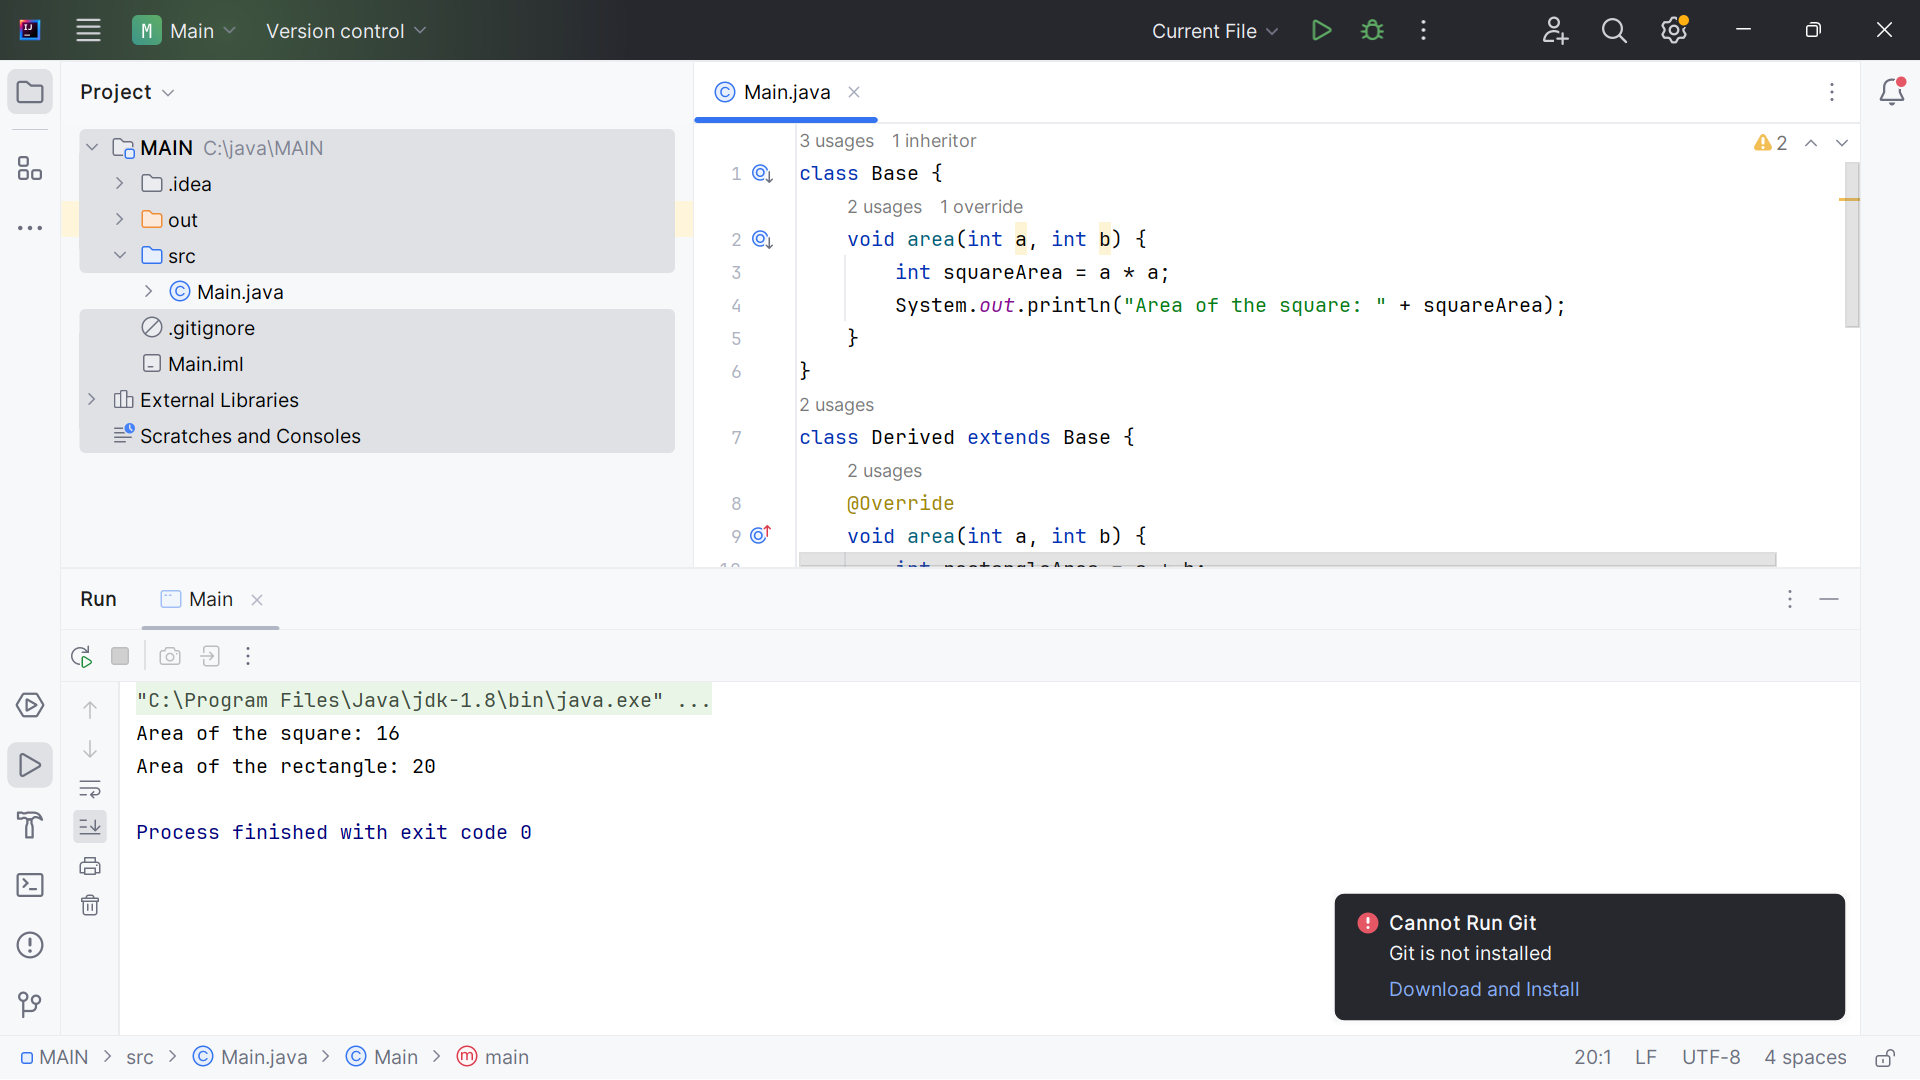 IJ
M Main Version control Current File
Project
Main.java
MAIN C:\java\MAIN
.idea
out
src
Main.java
.gitignore
Main.iml
External Libraries
Scratches and Consoles
3 usages 1 inheritor
2
1 class Base {
2 usages 1 override
2 void area(int a, int b) {
3 int squareArea = a * a;
4 System.out.println("Area of the square: " + squareArea);
5 }
6 }
2 usages
7 class Derived extends Base {
2 usages
8 @Override
9 void area(int a, int b) {
Run Main
"C:\Program Files\Java\jdk-1.8\bin\java.exe" ...
Area of the square: 16
Area of the rectangle: 20
Process finished with exit code 0
Cannot Run Git
Git is not installed
Download and Install
MAIN > src > Main.java > Main > main
20:1 LF UTF-8 4 spaces